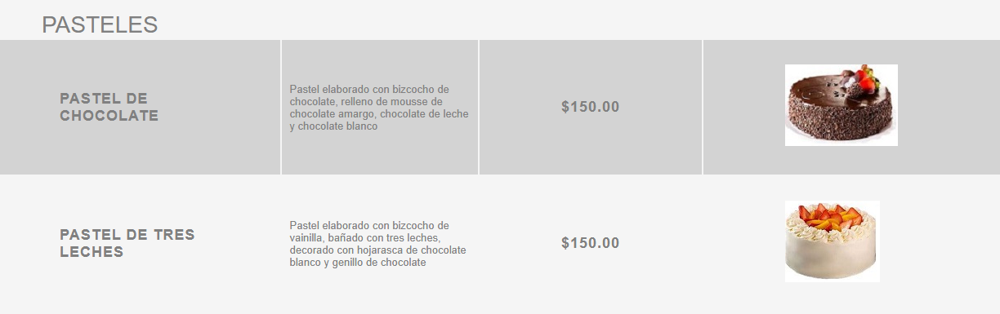 PASTELES
PASTEL DE
CHOCOLATE
Pastel elaborado con bizcocho de
chocolate, relleno de mousse de
chocolate amargo, chocolate de leche
y chocolate blanco
$150.00
PASTEL DE TRES
LECHES
Pastel elaborado con bizcocho de
vainilla, bañado con tres leches,
decorado con hojarasca de chocolate
blanco y genillo de chocolate
$150.00